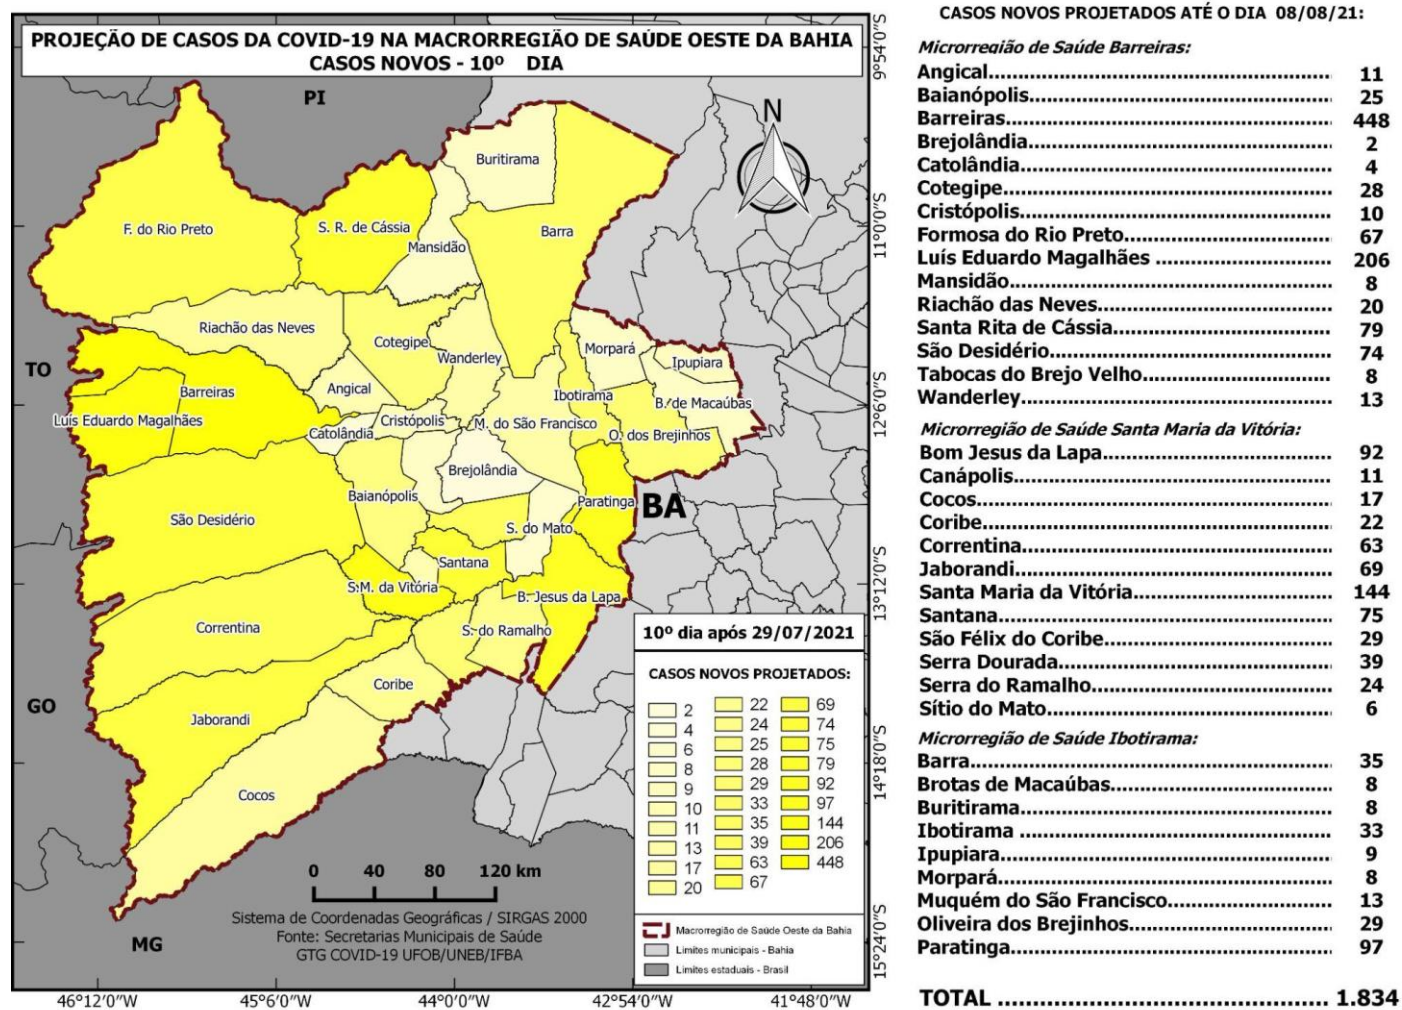 PROJEÇÃO DE CASOS DA COVID-19 NA MACRORREGIÃO DE SAÚDE OESTE DA BAHIA
CASOS NOVOS - 10º DIA
PI
Buritirama
F. do Rio Preto
S. R. de Cássia
Barra
Mansidão
Riachão das Neves
Cotegipe
Wanderley
Morpará
Ipupiara
TO
Barreiras
Angical
Ibotirama
B. de Macaúbas
Luís Eduardo Magalhães
Cristópolis
M. do São Francisco
Catolândia
O. dos Brejinhos
Brejolândia
Baianópolis
Paratinga
BA
São Desidério
S. do Mato
Santana
S.M. da Vitória
B. Jesus da Lapa
Correntina
S. do Ramalho
Coribe
GO
Jaborandi
Cocos
MG
N
10º dia após 29/07/2021
CASOS NOVOS PROJETADOS:
2
4
6
8
9
10
11
13
17
20
22
24
25
28
29
33
35
39
63
67
69
74
75
79
92
97
144
206
448
Macrorregião de Saúde Oeste da Bahia
Limites municipais - Bahia
Limites estaduais - Brasil
0 40 80 120 km
Sistema de Coordenadas Geográficas / SIRGAS 2000
Fonte: Secretarias Municipais de Saúde
GTG COVID-19 UFOB/UNEB/IFBA
9°54'0"S
11°0'0"S
12°6'0"S
13°12'0"S
14°18'0"S
15°24'0"S
46°12'0"W 45°6'0"W 44°0'0"W 42°54'0"W 41°48'0"W
CASOS NOVOS PROJETADOS ATÉ O DIA 08/08/21:
Microrregião de Saúde Barreiras:
Angical.......... 11
Baianópolis.......... 25
Barreiras.......... 448
Brejolândia.......... 2
Catolândia.......... 4
Cotegipe.......... 28
Cristópolis.......... 10
Formosa do Rio Preto.......... 67
Luís Eduardo Magalhães .......... 206
Mansidão.......... 8
Riachão das Neves.......... 20
Santa Rita de Cássia.......... 79
São Desidério.......... 74
Tabocas do Brejo Velho.......... 8
Wanderley.......... 13
Microrregião de Saúde Santa Maria da Vitória:
Bom Jesus da Lapa.......... 92
Canápolis.......... 11
Cocos.......... 17
Coribe.......... 22
Correntina.......... 63
Jaborandi.......... 69
Santa Maria da Vitória.......... 144
Santana.......... 75
São Félix do Coribe.......... 29
Serra Dourada.......... 39
Serra do Ramalho.......... 24
Sítio do Mato.......... 6
Microrregião de Saúde Ibotirama:
Barra.......... 35
Brotas de Macaúbas.......... 8
Buritirama.......... 8
Ibotirama .......... 33
Ipupiara.......... 9
Morpará.......... 8
Muquém do São Francisco.......... 13
Oliveira dos Brejinhos.......... 29
Paratinga.......... 97
TOTAL .......... 1.834